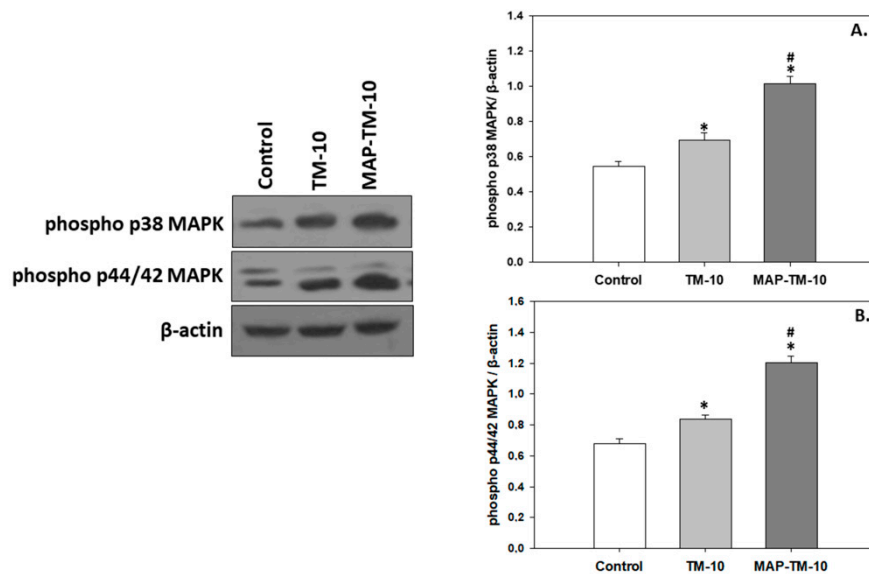 Control
TM-10
MAP-TM-10
phospho p38 MAPK
phospho p44/42 MAPK
β-actin
A.
phospho p38 MAPK/ β-actin
1.4
1.2
1.0
0.8
0.6
0.4
0.2
0.0
*
#
*
Control TM-10 MAP-TM-10
B.
phospho p44/42 MAPK / β-actin
1.6
1.4
1.2
1.0
0.8
0.6
0.4
0.2
0.0
*
#
*
Control TM-10 MAP-TM-10